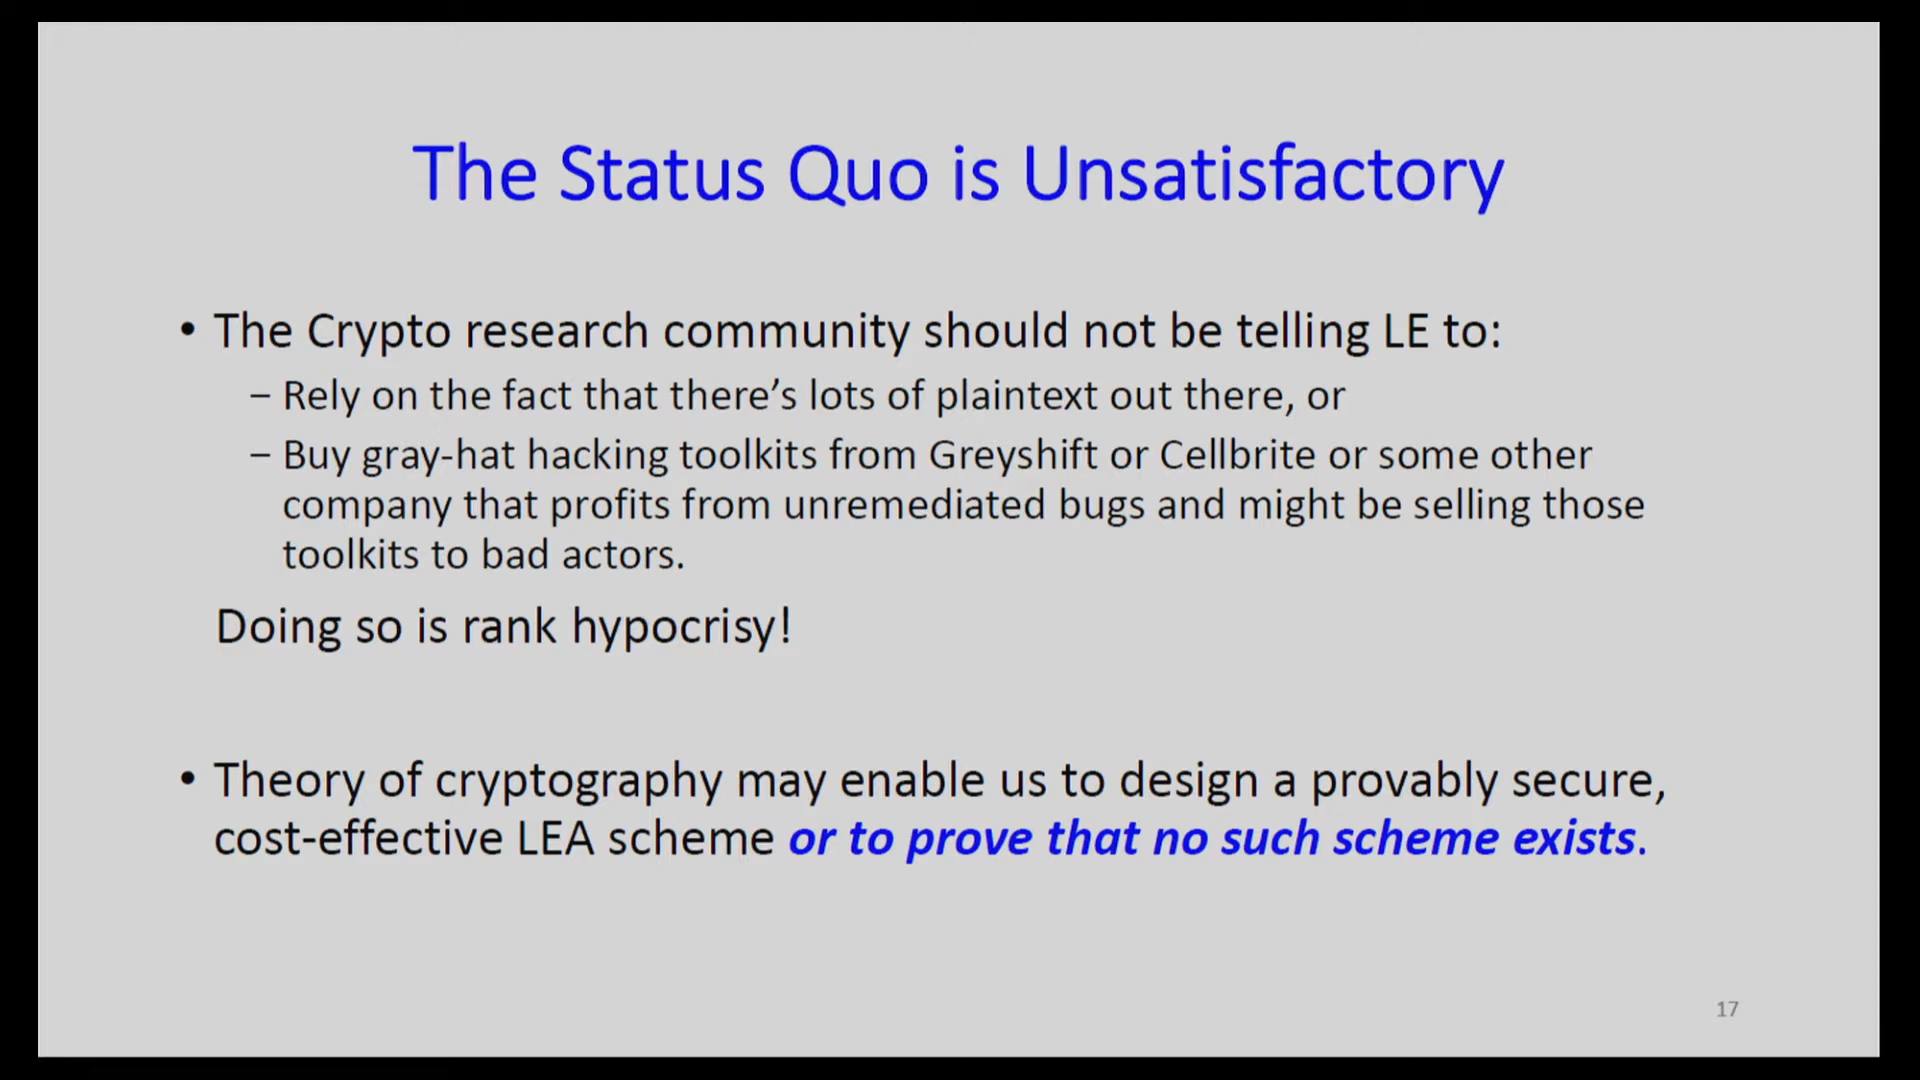 The Status Quo is Unsatisfactory
• The Crypto research community should not be telling LE to:
– Rely on the fact that there's lots of plaintext out there, or
– Buy gray-hat hacking toolkits from Greyshift or Cellbrite or some other
company that profits from unremediated bugs and might be selling those
toolkits to bad actors.
Doing so is rank hypocrisy!
• Theory of cryptography may enable us to design a provably secure,
cost-effective LEA scheme or to prove that no such scheme exists.
17